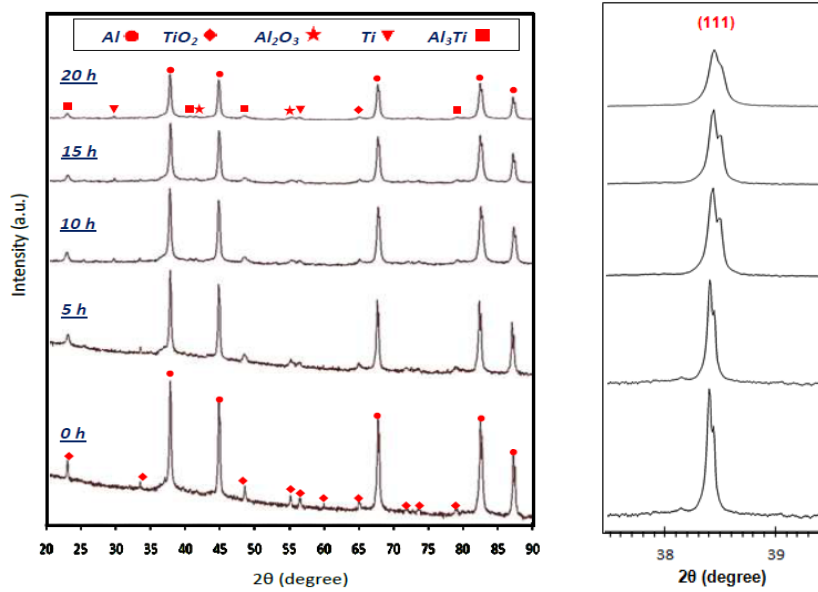 Al TiO2 Al2O3 Ti Al3Ti
20 h
15 h
10 h
5 h
0 h
Intensity (a.u.)
20 25 30 35 40 45 50 55 60 65 70 75 80 85 90
2θ (degree)
(111)
38 39
2θ (degree)